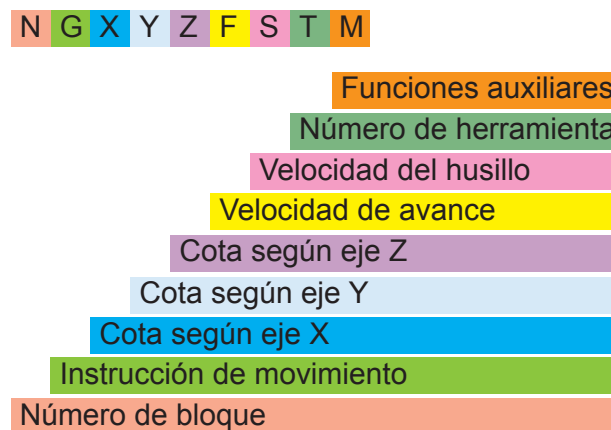 N G X Y Z F S T M
Funciones auxiliares
Número de herramienta
Velocidad del husillo
Velocidad de avance
Cota según eje Z
Cota según eje Y
Cota según eje X
Instrucción de movimiento
Número de bloque